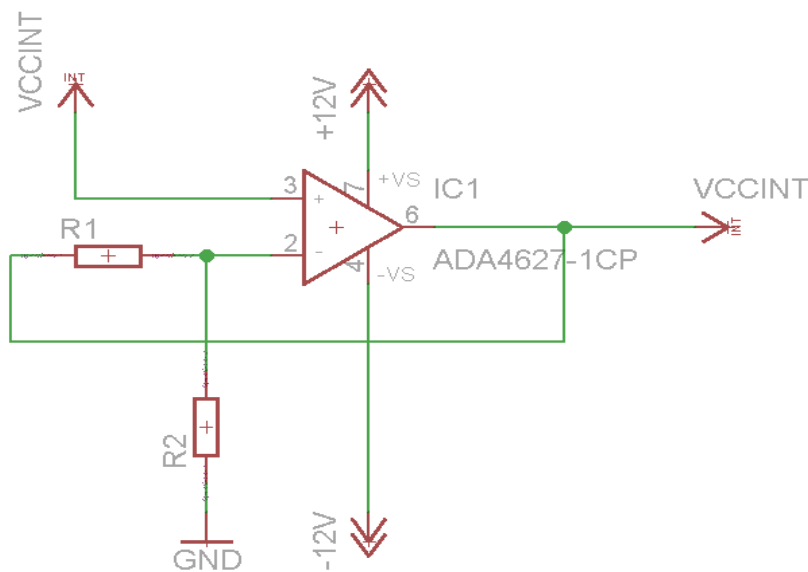 VCCINT
INT
+12V
3
7
+VS
IC1
+
6
VCCINT
INT
R1
2
-
4
-VS
ADA4627-1CP
R2
GND
-12V